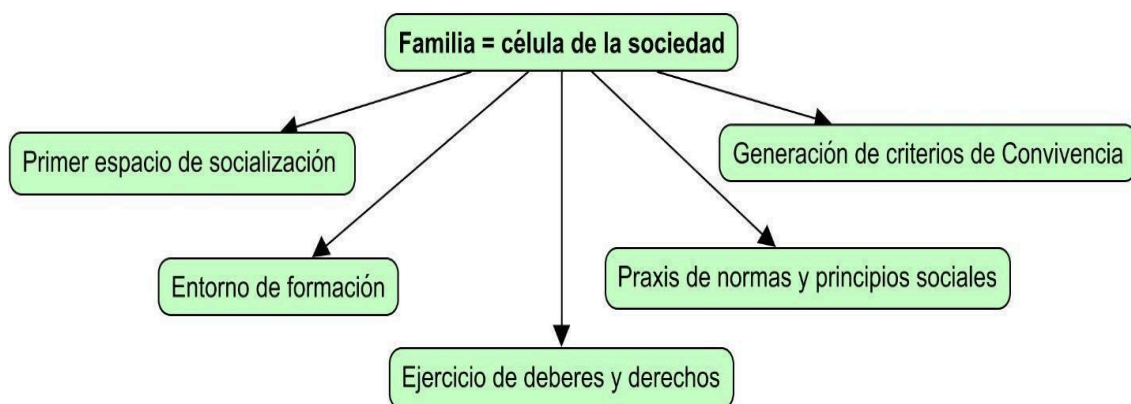 Familia = célula de la sociedad
Primer espacio de socialización
Generación de criterios de Convivencia
Entorno de formación
Praxis de normas y principios sociales
Ejercicio de deberes y derechos